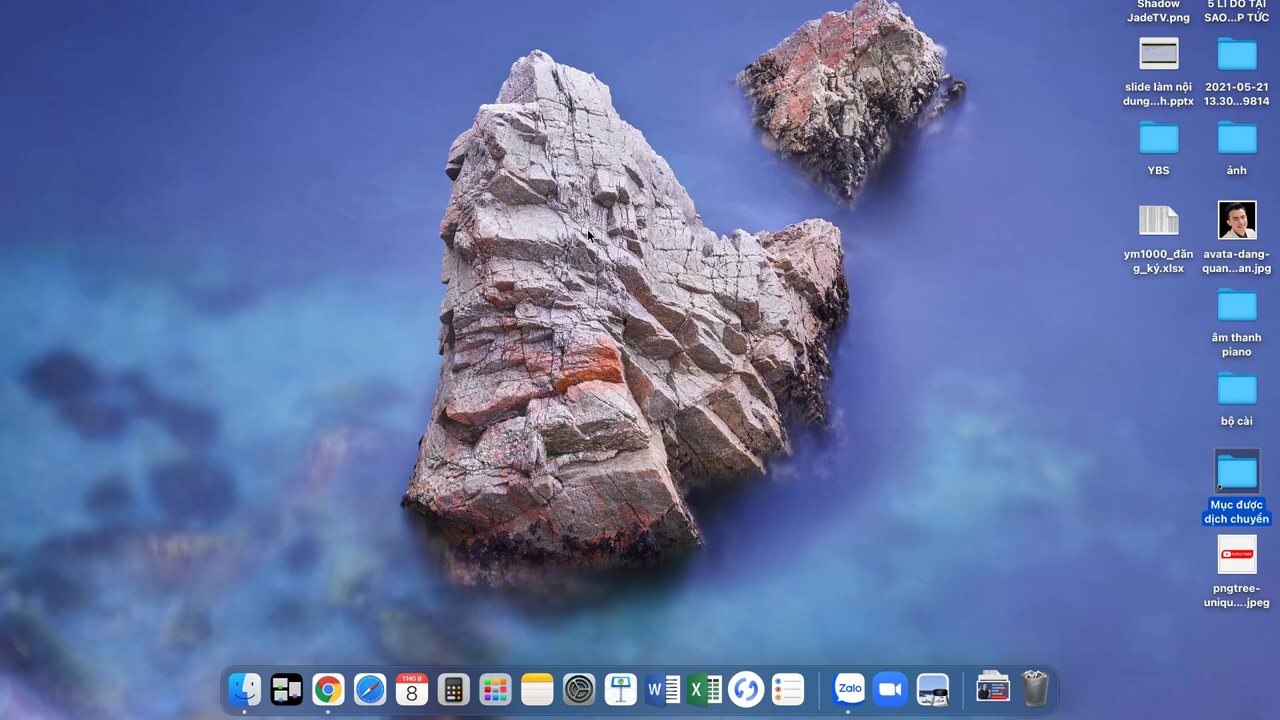 Shadow
JadeTV.png
5 LÍ DO TẠI
SAO...P TỨC
slide làm nội
dung...h.pptx
2021-05-21
13.30...9814
YBS
ảnh
ym1000_đăn
g_ký.xlsx
avata-dang-
quan...an.jpg
âm thanh
piano
bộ cài
Mục được
dịch chuyển
SUBSCRIBE
pngtree-
uniqu....jpeg
THG 8
8
W
X
Zalo